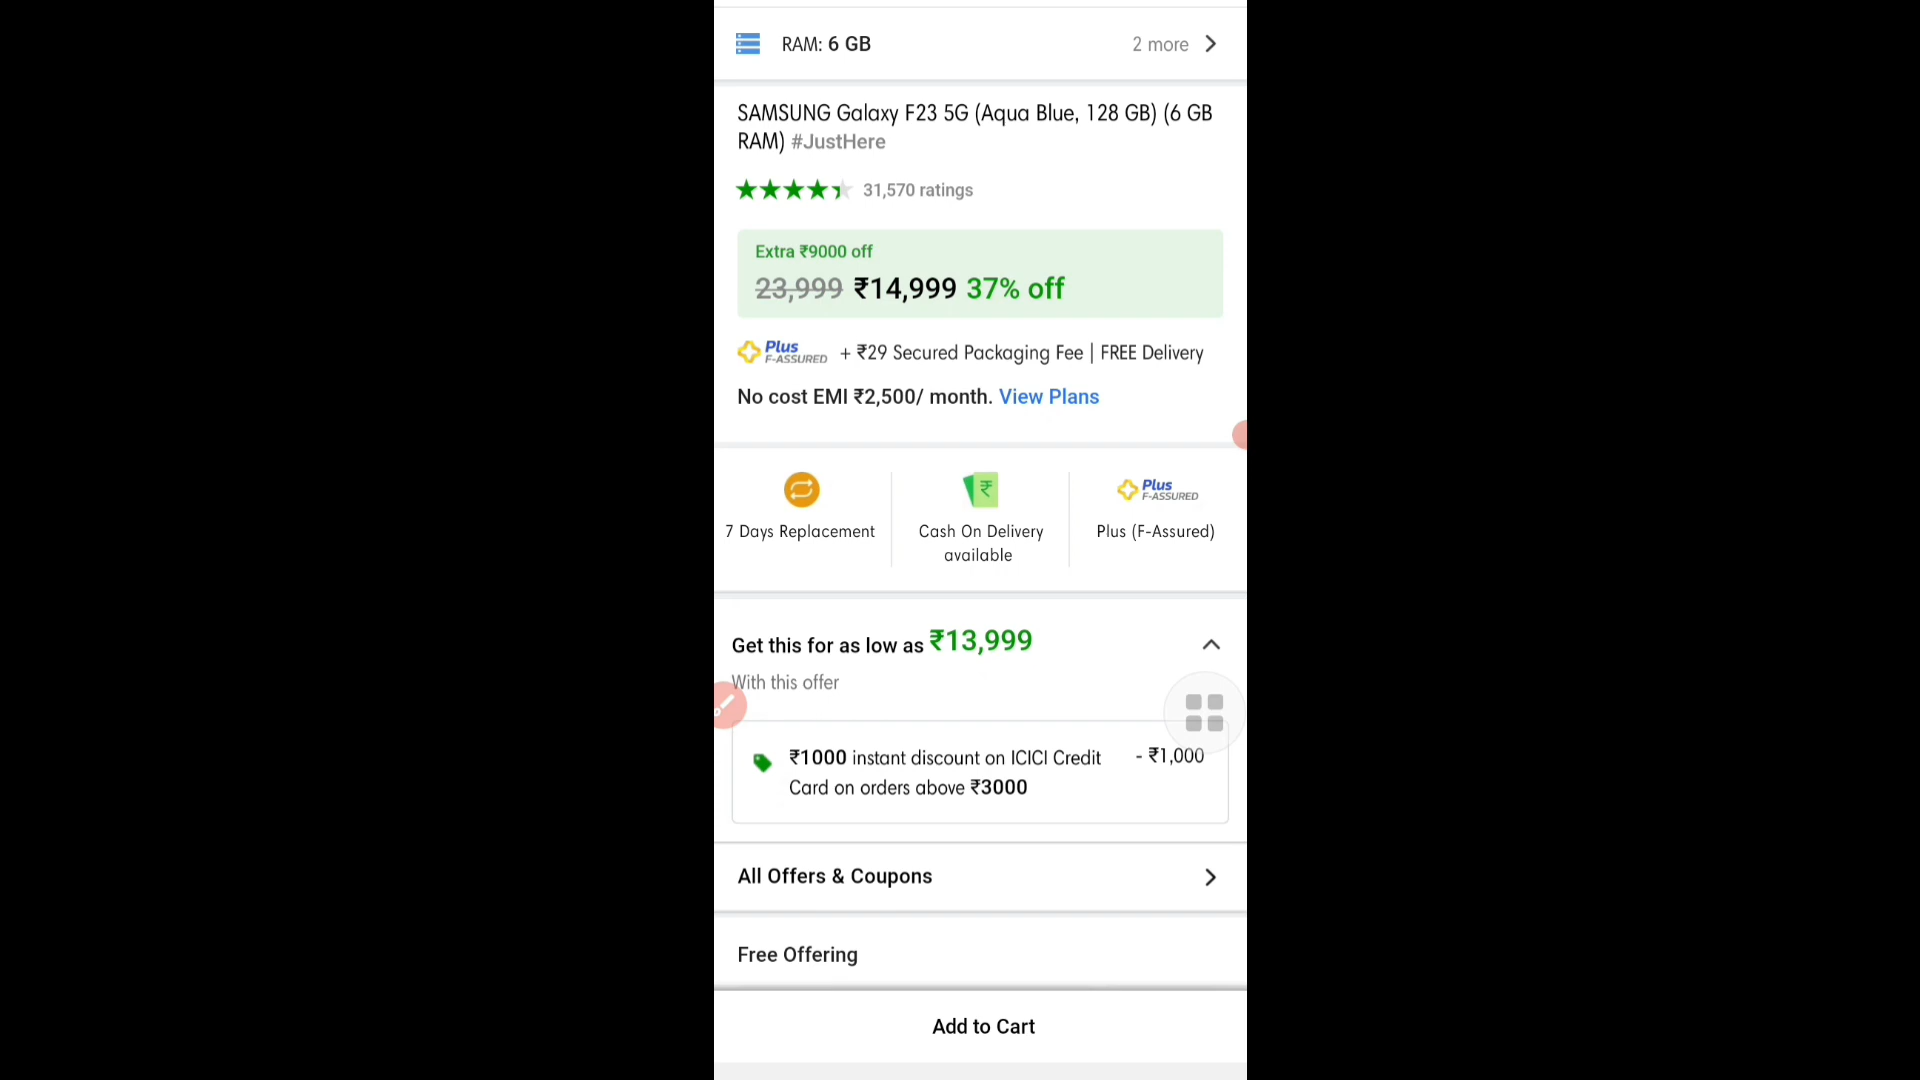 RAM: 6 GB 2 more
SAMSUNG Galaxy F23 5G (Aqua Blue, 128 GB) (6 GB
RAM) #JustHere
31,570 ratings
Extra ₹9000 off
23,999 ₹14,999 37% off
Plus F-ASSURED + ₹29 Secured Packaging Fee | FREE Delivery
No cost EMI ₹2,500/ month. View Plans
7 Days Replacement
₹
Cash On Delivery
available
Plus
F-ASSURED
Plus (F-Assured)
Get this for as low as ₹13,999
With this offer
₹1000 instant discount on ICICI Credit - ₹1,000
Card on orders above ₹3000
All Offers & Coupons
Free Offering
Add to Cart